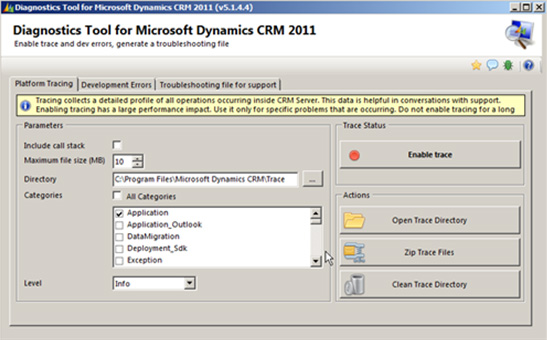 Diagnostics Tool for Microsoft Dynamics CRM 2011 (v5.1.4.4)
Diagnostics Tool for Microsoft Dynamics CRM 2011
Enable trace and dev errors, generate a troubleshooting file
Platform Tracing
Development Errors
Troubleshooting file for support
Tracing collects a detailed profile of all operations occurring inside CRM Server. This data is helpful in conversations with support.
Enabling tracing has a large performance impact. Use it only for specific problems that are occurring. Do not enable tracing for a long
Parameters
Include call stack
Maximum file size (MB)
10
Directory
C:\Program Files\Microsoft Dynamics CRM\Trace
...
Categories
All Categories
Application
Application_Outlook
DataMigration
Deployment_Sdk
Exception
Level
Info
Trace Status
Enable trace
Actions
Open Trace Directory
Zip Trace Files
Clean Trace Directory